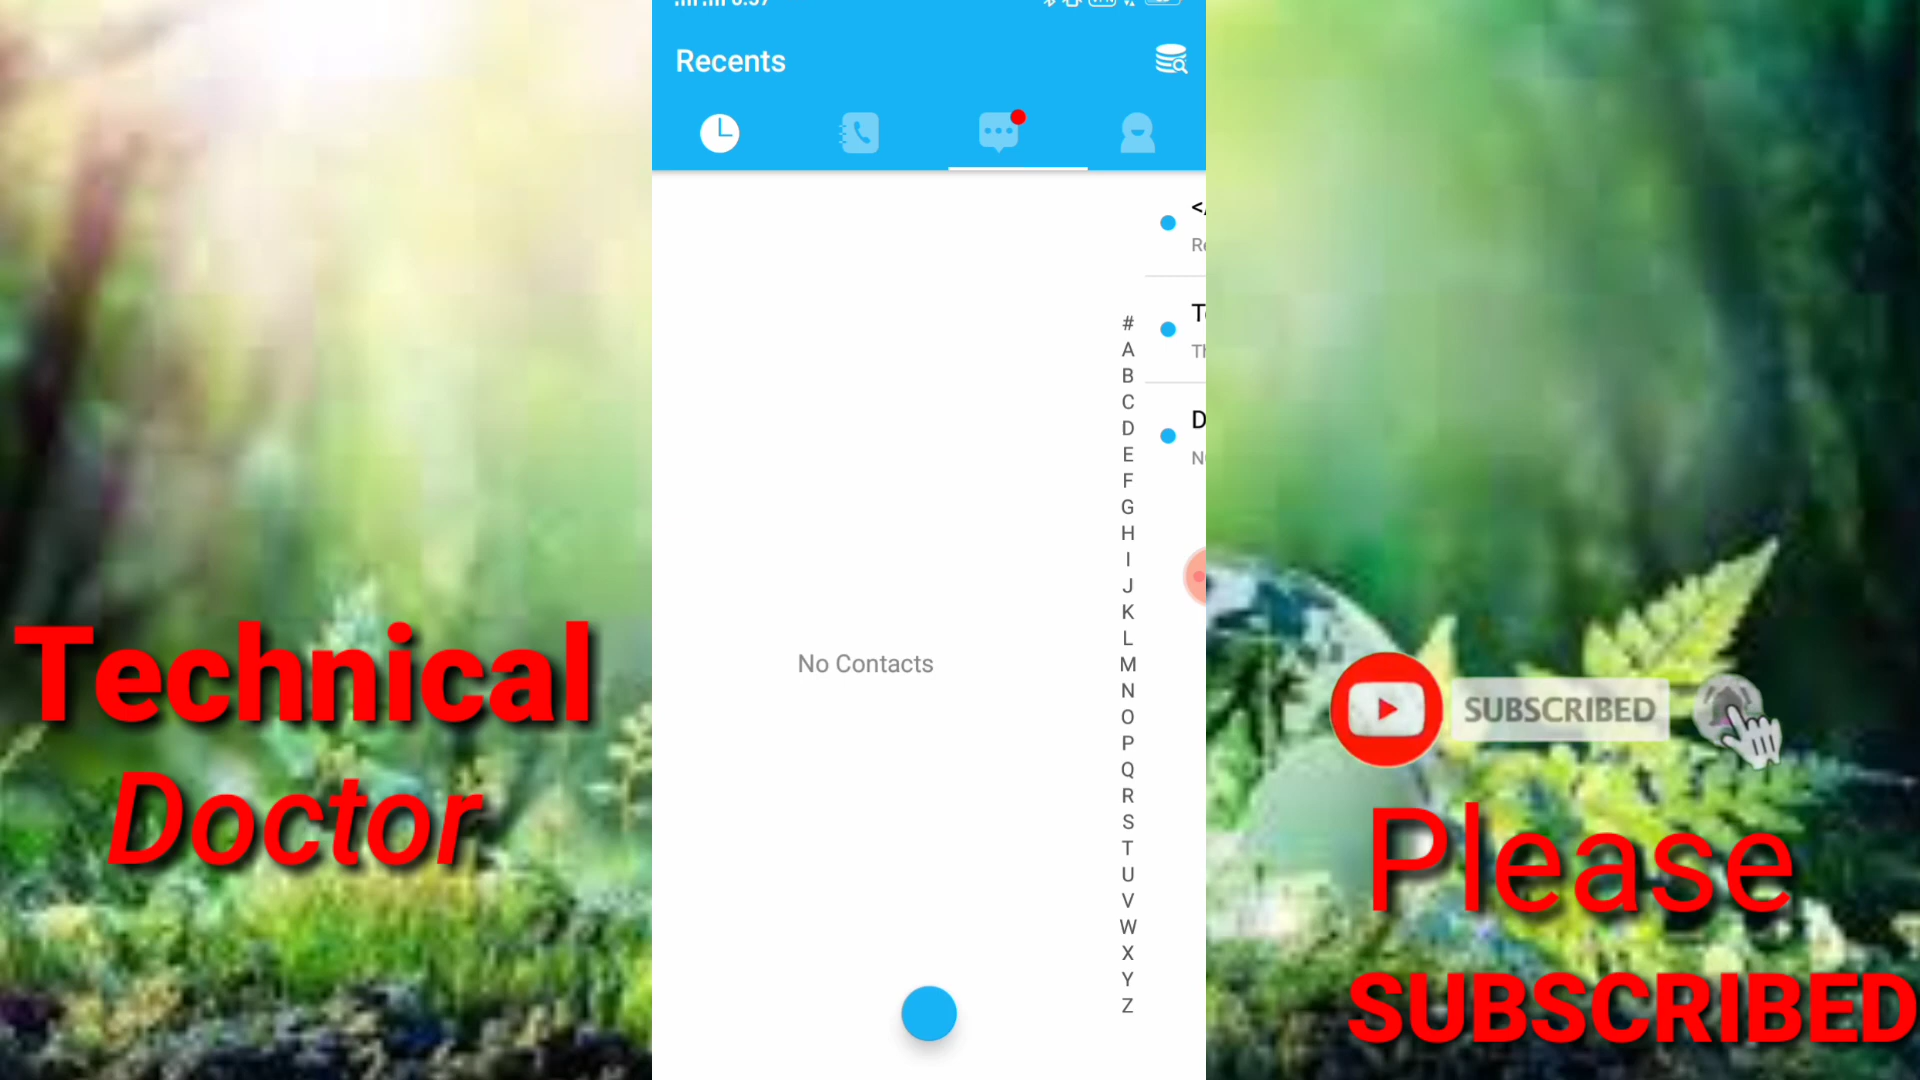 Recents
#
A
B
C
D
E
F
G
H
I
J
K
L
M
N
O
P
Q
R
S
T
U
V
W
X
Y
Z
No Contacts
Technical
Doctor
SUBSCRIBED
Please
SUBSCRIBED